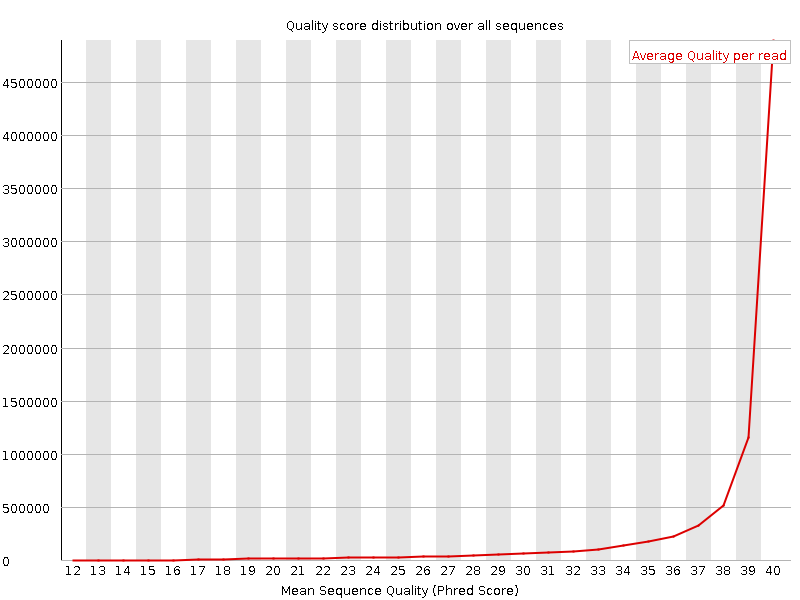 Quality score distribution over all sequences
Average Quality per read
4500000
4000000
3500000
3000000
2500000
2000000
1500000
1000000
500000
0
12 13 14 15 16 17 18 19 20 21 22 23 24 25 26 27 28 29 30 31 32 33 34 35 36 37 38 39 40
Mean Sequence Quality (Phred Score)